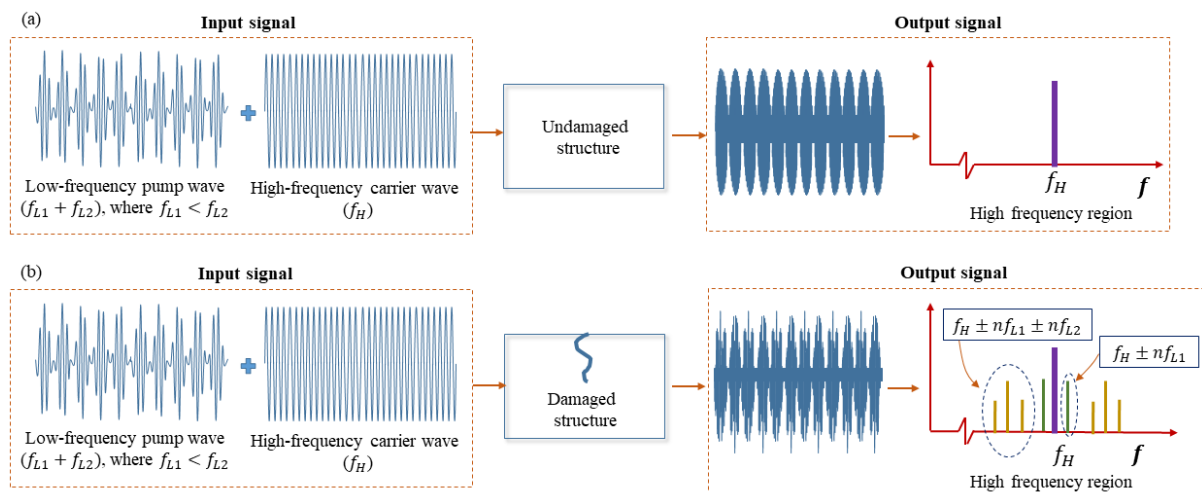 (a)
Input signal
Output signal
Low-frequency pump wave
(f_{L1} + f_{L2}), where f_{L1} < f_{L2}
High-frequency carrier wave
(f_H)
Undamaged
structure
f_H
f
High frequency region
(b)
Input signal
Output signal
Low-frequency pump wave
(f_{L1} + f_{L2}), where f_{L1} < f_{L2}
High-frequency carrier wave
(f_H)
Damaged
structure
f_H ± nf_{L1} ± nf_{L2}
f_H ± nf_{L1}
f_H
f
High frequency region